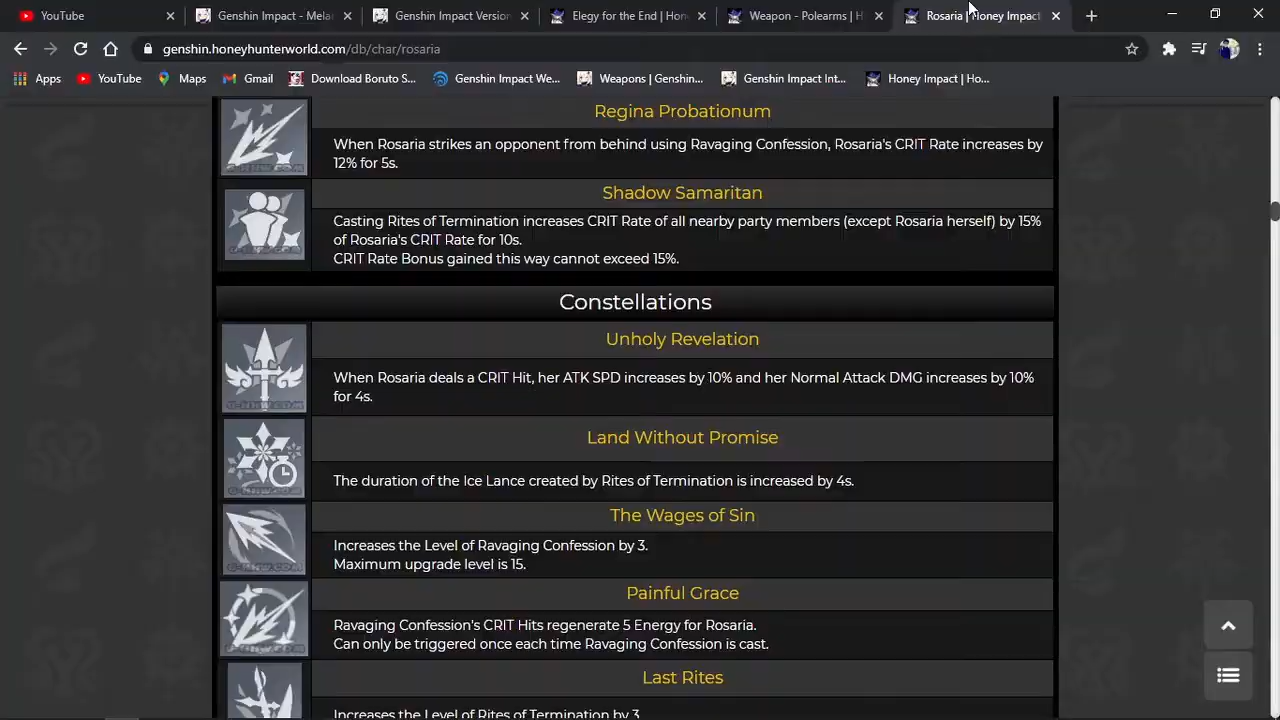 YouTube
Genshin Impact - Mela
Genshin Impact Version
Elegy for the End | Hon
Weapon - Polearms | H
Rosaria | Honey Impact
genshin.honeyhunterworld.com/db/char/rosaria
Apps
YouTube
Maps
Gmail
Download Boruto S...
Genshin Impact We...
Weapons | Genshin...
Genshin Impact Int...
Honey Impact | Ho...
Regina Probationum
When Rosaria strikes an opponent from behind using Ravaging Confession, Rosaria's CRIT Rate increases by
12% for 5s.
Shadow Samaritan
Casting Rites of Termination increases CRIT Rate of all nearby party members (except Rosaria herself) by 15%
of Rosaria's CRIT Rate for 10s.
CRIT Rate Bonus gained this way cannot exceed 15%.
Constellations
Unholy Revelation
When Rosaria deals a CRIT Hit, her ATK SPD increases by 10% and her Normal Attack DMG increases by 10%
for 4s.
Land Without Promise
The duration of the Ice Lance created by Rites of Termination is increased by 4s.
The Wages of Sin
Increases the Level of Ravaging Confession by 3.
Maximum upgrade level is 15.
Painful Grace
Ravaging Confession's CRIT Hits regenerate 5 Energy for Rosaria.
Can only be triggered once each time Ravaging Confession is cast.
Last Rites
Increases the Level of Rites of Termination by 3